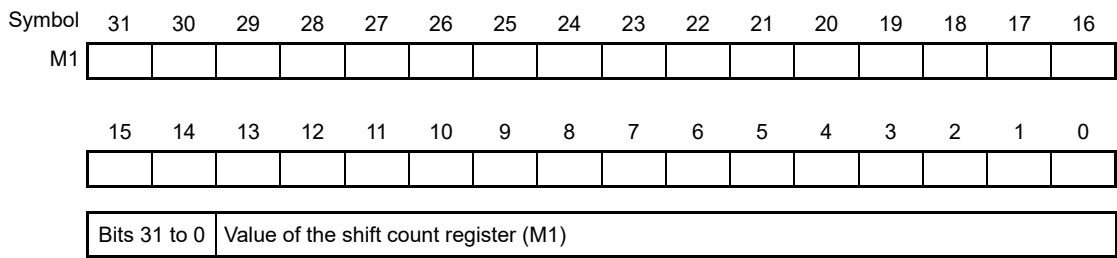 Symbol 31 30 29 28 27 26 25 24 23 22 21 20 19 18 17 16
M1
15 14 13 12 11 10 9 8 7 6 5 4 3 2 1 0
Bits 31 to 0 Value of the shift count register (M1)